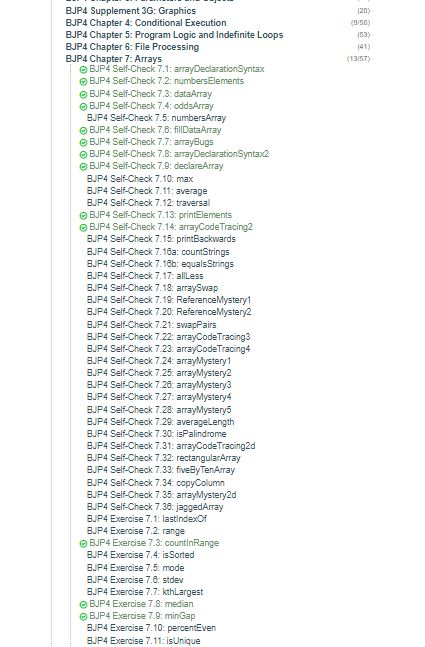 BJP4 Supplement 3G: Graphics (20)
BJP4 Chapter 4: Conditional Execution (9/50)
BJP4 Chapter 5: Program Logic and Indefinite Loops (53)
BJP4 Chapter 6: File Processing (41)
BJP4 Chapter 7: Arrays (13/57)
BJP4 Self-Check 7.1: arrayDeclarationSyntax
BJP4 Self-Check 7.2: numbersElements
BJP4 Self-Check 7.3: dataArray
BJP4 Self-Check 7.4: oddsArray
BJP4 Self-Check 7.5: numbersArray
BJP4 Self-Check 7.6: fillDataArray
BJP4 Self-Check 7.7: arrayBugs
BJP4 Self-Check 7.8: arrayDeclarationSyntax2
BJP4 Self-Check 7.9: declareArray
BJP4 Self-Check 7.10: max
BJP4 Self-Check 7.11: average
BJP4 Self-Check 7.12: traversal
BJP4 Self-Check 7.13: printElements
BJP4 Self-Check 7.14: arrayCodeTracing2
BJP4 Self-Check 7.15: printBackwards
BJP4 Self-Check 7.16a: countStrings
BJP4 Self-Check 7.16b: equalsStrings
BJP4 Self-Check 7.17: allLess
BJP4 Self-Check 7.18: arraySwap
BJP4 Self-Check 7.19: ReferenceMystery1
BJP4 Self-Check 7.20: ReferenceMystery2
BJP4 Self-Check 7.21: swapPairs
BJP4 Self-Check 7.22: arrayCodeTracing3
BJP4 Self-Check 7.23: arrayCodeTracing4
BJP4 Self-Check 7.24: arrayMystery1
BJP4 Self-Check 7.25: arrayMystery2
BJP4 Self-Check 7.26: arrayMystery3
BJP4 Self-Check 7.27: arrayMystery4
BJP4 Self-Check 7.28: arrayMystery5
BJP4 Self-Check 7.29: averageLength
BJP4 Self-Check 7.30: isPalindrome
BJP4 Self-Check 7.31: arrayCodeTracing2d
BJP4 Self-Check 7.32: rectangularArray
BJP4 Self-Check 7.33: fiveByTenArray
BJP4 Self-Check 7.34: copyColumn
BJP4 Self-Check 7.35: arrayMystery2d
BJP4 Self-Check 7.36: jaggedArray
BJP4 Exercise 7.1: lastIndexOf
BJP4 Exercise 7.2: range
BJP4 Exercise 7.3: countInRange
BJP4 Exercise 7.4: isSorted
BJP4 Exercise 7.5: mode
BJP4 Exercise 7.6: stdev
BJP4 Exercise 7.7: kthLargest
BJP4 Exercise 7.8: median
BJP4 Exercise 7.9: minGap
BJP4 Exercise 7.10: percentEven
BJP4 Exercise 7.11: isUnique